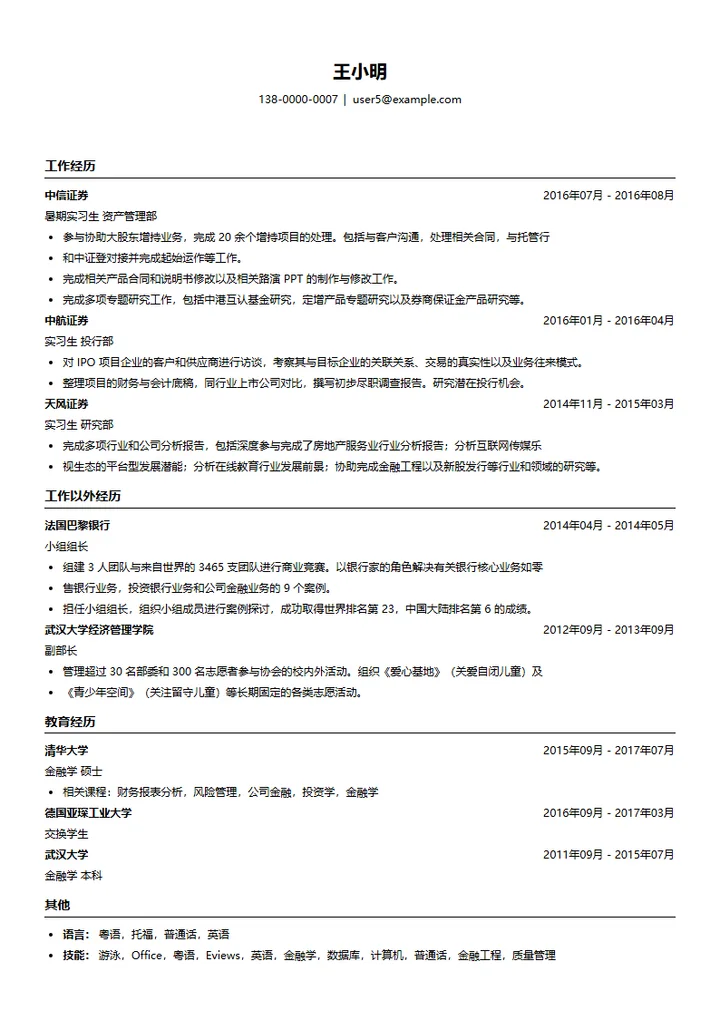 王小明
138-0000-0007 | user5@example.com
工作经历
中信证券 2016年07月 - 2016年08月
暑期实习生 资产管理部
• 参与协助大股东增持业务，完成 20 余个增持项目的处理。包括与客户沟通，处理相关合同，与托管行
• 和中证登对接并完成起始运作等工作。
• 完成相关产品合同和说明书修改以及相关路演 PPT 的制作与修改工作。
• 完成多项专题研究工作，包括中港互认基金研究，定增产品专题研究以及券商保证金产品研究等。
中航证券 2016年01月 - 2016年04月
实习生 投行部
• 对 IPO 项目企业的客户和供应商进行访谈，考察其与目标企业的关联关系、交易的真实性以及业务往来模式。
• 整理项目的财务与会计底稿，同行业上市公司对比，撰写初步尽职调查报告。研究潜在投行机会。
天风证券 2014年11月 - 2015年03月
实习生 研究部
• 完成多项行业和公司分析报告，包括深度参与完成了房地产服务业行业分析报告；分析互联网传媒乐
• 视生态的平台型发展潜能；分析在线教育行业发展前景；协助完成金融工程以及新股发行等行业和领域的研究等。
工作以外经历
法国巴黎银行 2014年04月 - 2014年05月
小组组长
• 组建 3 人团队与来自世界的 3465 支团队进行商业竞赛。以银行家的角色解决有关银行核心业务如零
• 售银行业务，投资银行业务和公司金融业务的 9 个案例。
• 担任小组组长，组织小组成员进行案例探讨，成功取得世界排名第 23，中国大陆排名第 6 的成绩。
武汉大学经济管理学院 2012年09月 - 2013年09月
副部长
• 管理超过 30 名部委和 300 名志愿者参与协会的校内外活动。组织《爱心基地》（关爱自闭儿童）及
• 《青少年空间》（关注留守儿童）等长期固定的各类志愿活动。
教育经历
清华大学 2015年09月 - 2017年07月
金融学 硕士
• 相关课程：财务报表分析，风险管理，公司金融，投资学，金融学
德国亚琛工业大学 2016年09月 - 2017年03月
交换学生
武汉大学 2011年09月 - 2015年07月
金融学 本科
其他
• 语言： 粤语，托福，普通话，英语
• 技能： 游泳，Office，粤语，Eviews，英语，金融学，数据库，计算机，普通话，金融工程，质量管理